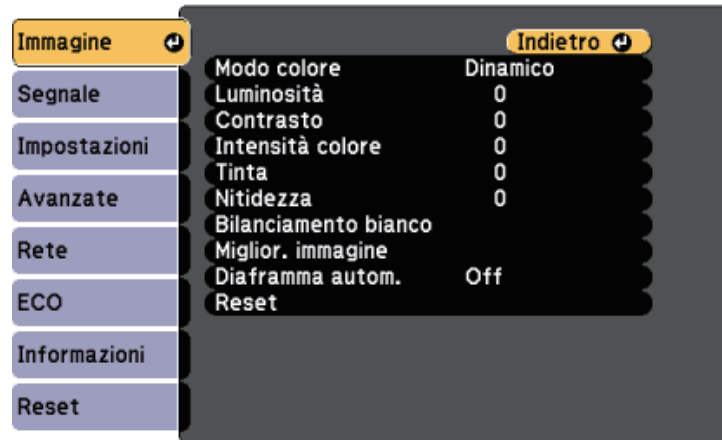 Immagine
Segnale
Impostazioni
Avanzate
Rete
ECO
Informazioni
Reset
Indietro
Modo colore Dinamico
Luminosità 0
Contrasto 0
Intensità colore 0
Tinta 0
Nitidezza 0
Bilanciamento bianco
Miglior. immagine
Diaframma autom. Off
Reset